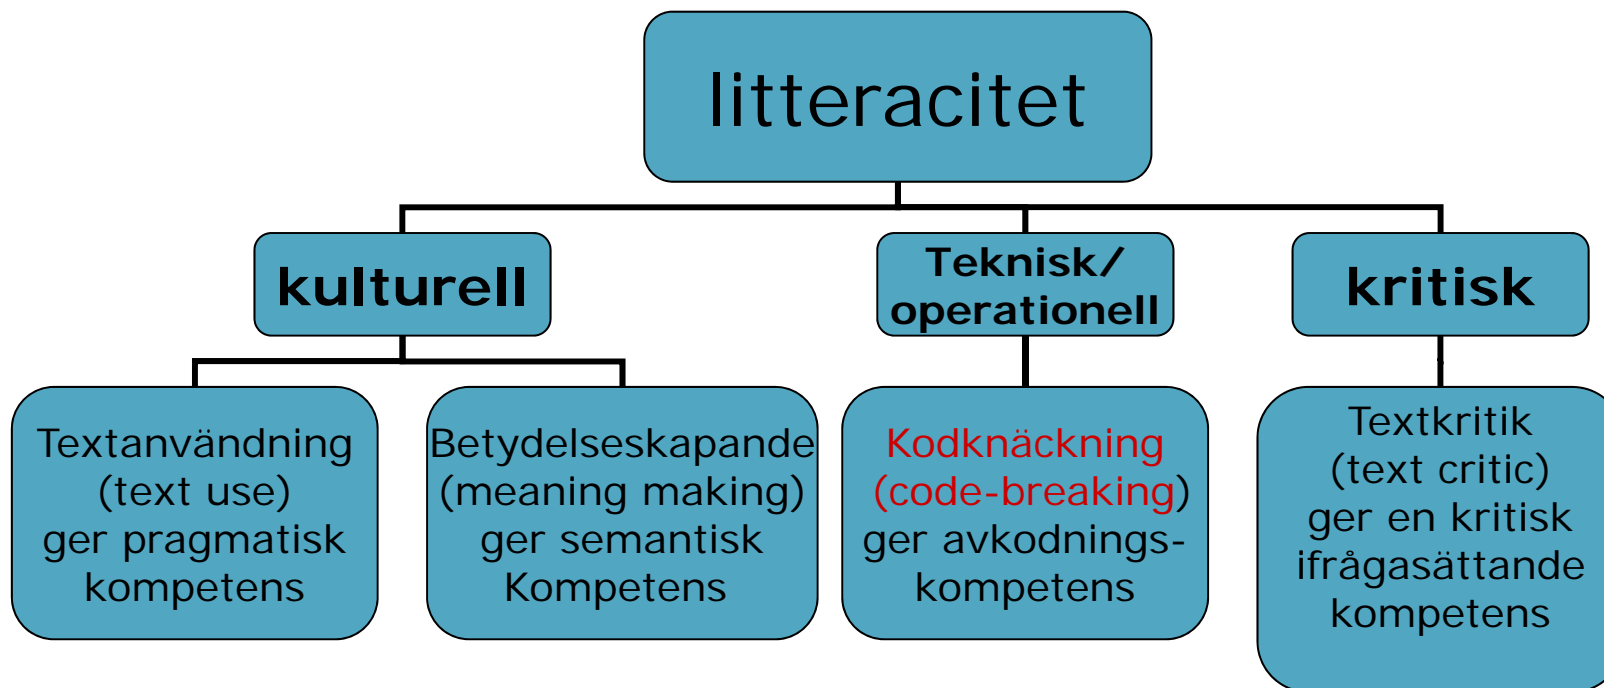 litteracitet
kulturell
Teknisk/
operationell
kritisk
Textanvändning
(text use)
ger pragmatisk
kompetens
Betydelseskapande
(meaning making)
ger semantisk
Kompetens
Kodknäckning
(code-breaking)
ger avkodnings-
kompetens
Textkritik
(text critic)
ger en kritisk
ifrågasättande
kompetens